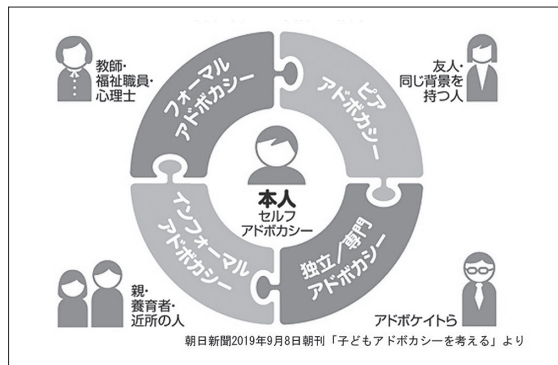 教師・
福祉職員・
心理士
フォーマル
アドボカシー
ピア
アドボカシー
友人・
同じ背景を
持つ人
本人
セルフ
アドボカシー
インフォーマル
アドボカシー
独立／専門
アドボカシー
親・
養育者・
近所の人
アドボケイトら
朝日新聞2019年9月8日朝刊「子どもアドボカシーを考える」より